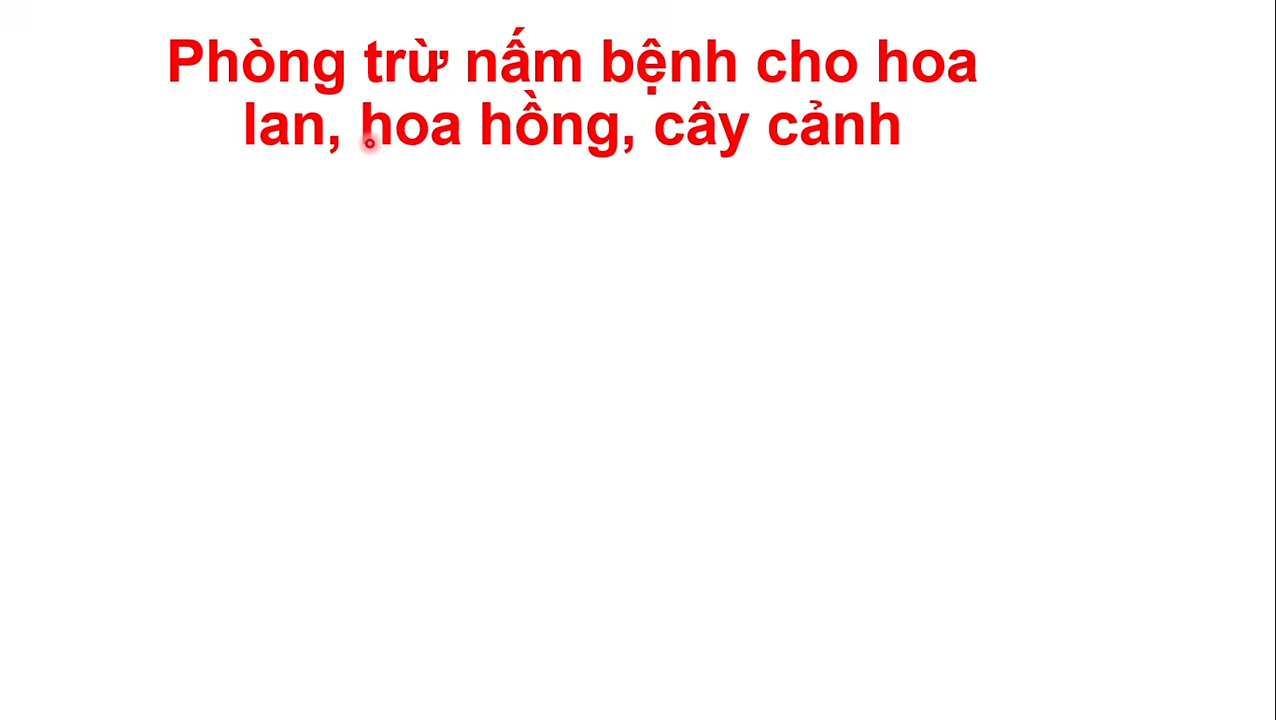 Phòng trừ nấm bệnh cho hoa
lan, hoa hồng, cây cảnh